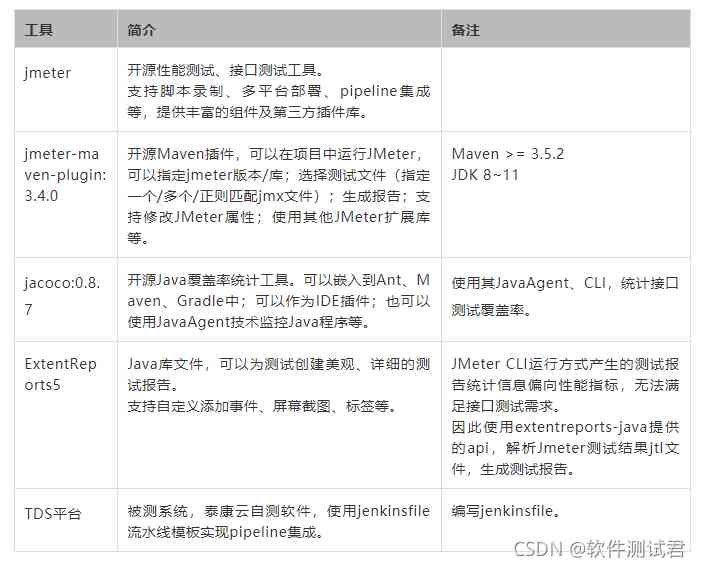 工具
简介
备注
jmeter
开源性能测试、接口测试工具。
支持脚本录制、多平台部署、pipeline集成
等，提供丰富的组件及第三方插件库。
jmeter-ma
ven-plugin:
3.4.0
开源Maven插件，可以在项目中运行JMeter，
可以指定jmeter版本/库；选择测试文件（指定
一个/多个/正则匹配jmx文件）；生成报告；支
持修改JMeter属性；使用其他JMeter扩展库
等。
Maven >= 3.5.2
JDK 8~11
jacoco:0.8.
7
开源Java覆盖率统计工具。可以嵌入到Ant、M
aven、Gradle中；可以作为IDE插件；也可以
使用JavaAgent技术监控Java程序等。
使用其JavaAgent、CLI，统计接口
测试覆盖率。
ExtentRep
orts5
Java库文件，可以为测试创建美观、详细的测
试报告。
支持自定义添加事件、屏幕截图、标签等。
JMeter CLI运行方式产生的测试报
告统计信息偏向性能指标，无法满
足接口测试需求。
因此使用extentreports-java提供
的api，解析Jmeter测试结果jtl文
件，生成测试报告。
TDS平台
被测系统，泰康云自测软件，使用jenkinsfile
流水线模板实现pipeline集成。
编写jenkinsfile。
CSDN @软件测试君